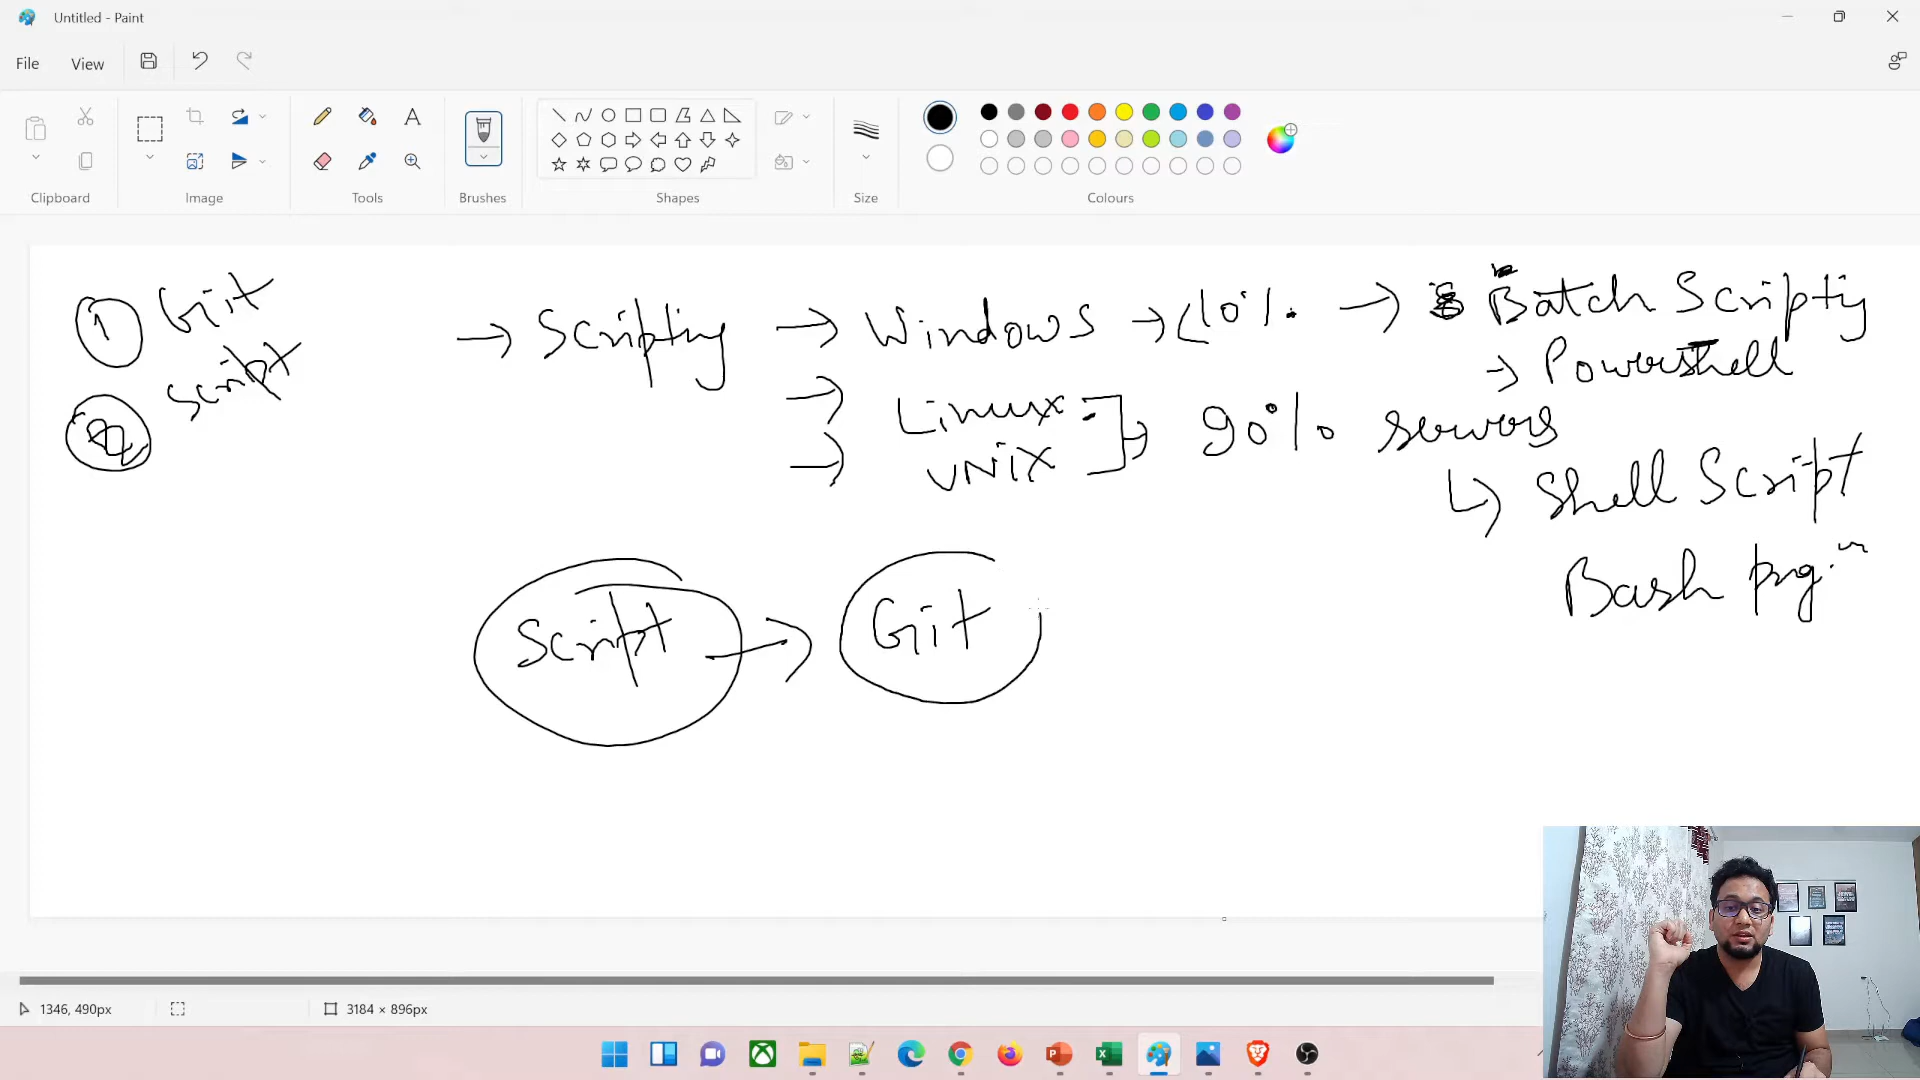 Untitled - Paint
File
View
Clipboard
Image
Tools
Brushes
Shapes
Size
Colours
1 Git
script
2
→ Scripting → Windows → <10%. → Batch Scripting
→ Powershell
→ Linux
→ UNIX → 90% servers
↳ Shell Script
Bash
Script → Git
1346, 490px
3184 × 896px